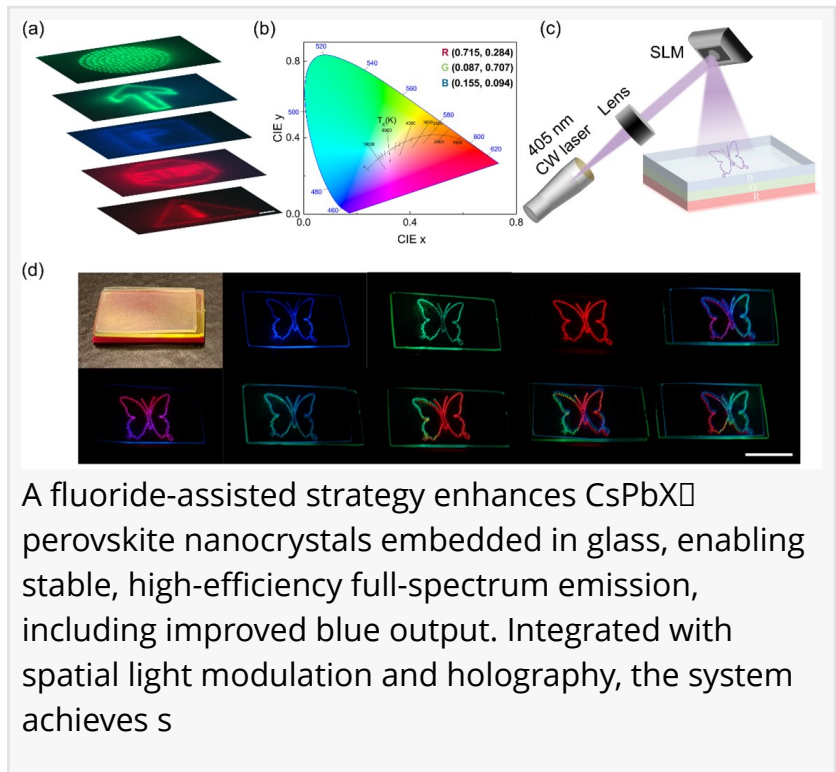 (a)
(b)
(c)
R (0.715, 0.284)
G (0.087, 0.707)
B (0.155, 0.094)
520
540
560
580
600
620
500
480
460
0.8
0.4
0.0
0.0
0.4
0.8
CIE y
CIE x
Tc(K)
SLM
Lens
405 nm
CW laser
B
G
R
(d)
A fluoride-assisted strategy enhances CsPbX▯
perovskite nanocrystals embedded in glass, enabling
stable, high-efficiency full-spectrum emission,
including improved blue output. Integrated with
spatial light modulation and holography, the system
achieves s